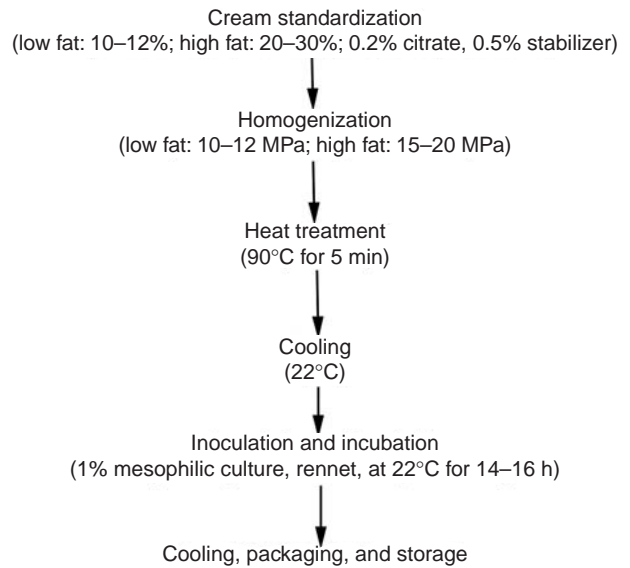 Cream standardization
(low fat: 10–12%; high fat: 20–30%; 0.2% citrate, 0.5% stabilizer)
Homogenization
(low fat: 10–12 MPa; high fat: 15–20 MPa)
Heat treatment
(90°C for 5 min)
Cooling
(22°C)
Inoculation and incubation
(1% mesophilic culture, rennet, at 22°C for 14–16 h)
Cooling, packaging, and storage